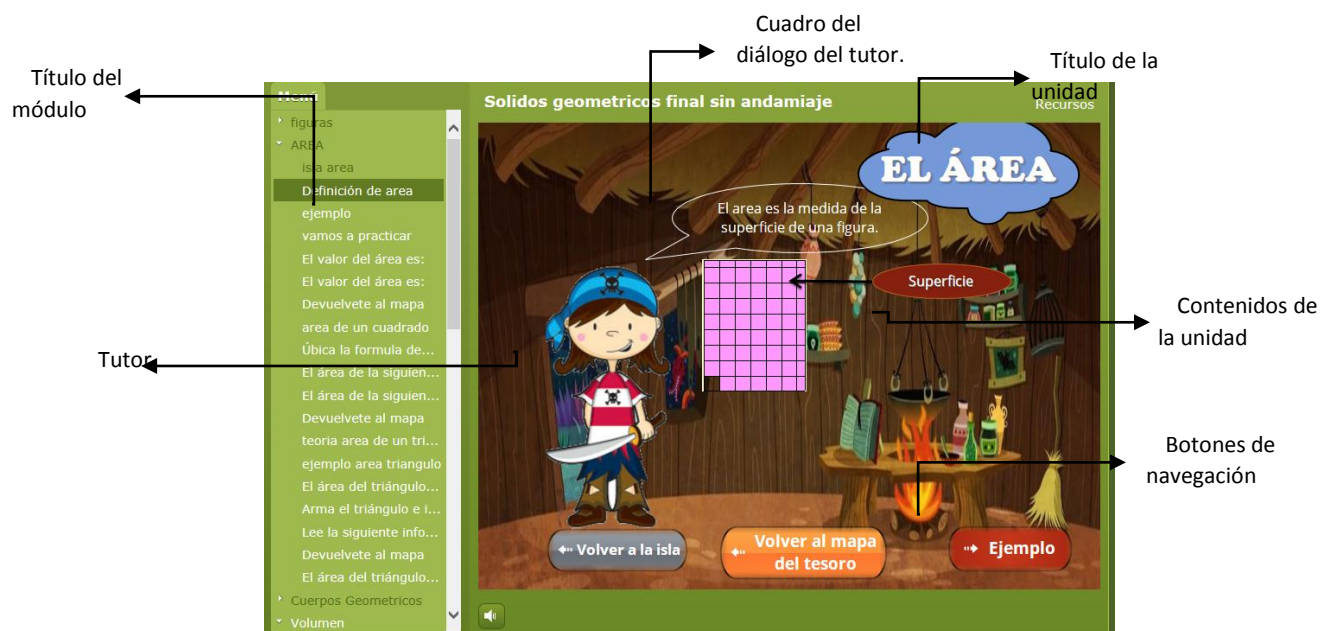 Cuadro del
diálogo del tutor.
Título del
módulo
Título de la
unidad
Menú
Solidos geometricos final sin andamiaje
Recursos
figuras
AREA
isla area
Definición de area
ejemplo
vamos a practicar
El valor del área es:
El valor del área es:
Devuelvete al mapa
area de un cuadrado
Úbica la formula de...
El área de la siguien...
El área de la siguien...
Devuelvete al mapa
teoria area de un tri...
ejemplo area triangulo
El área del triángulo...
Arma el triángulo e i...
Lee la siguiente info...
Devuelvete al mapa
El área del triángulo...
Cuerpos Geometricos
Volumen
EL ÁREA
El area es la medida de la
superficie de una figura.
Superficie
Contenidos de
la unidad
Tutor
Botones de
navegación
Volver a la isla
Volver al mapa
del tesoro
Ejemplo